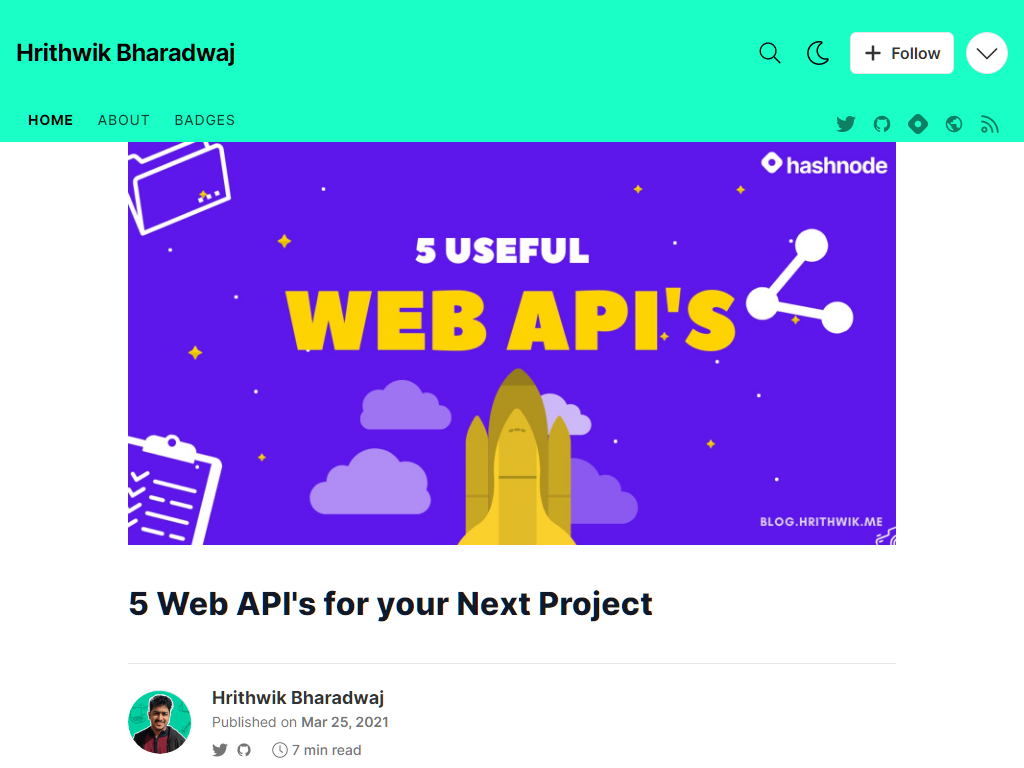 Hrithwik Bharadwaj
Follow
HOME ABOUT BADGES
hashnode
5 USEFUL
WEB API'S
BLOG.HRITHWIK.ME
5 Web API's for your Next Project
Hrithwik Bharadwaj
Published on Mar 25, 2021
7 min read